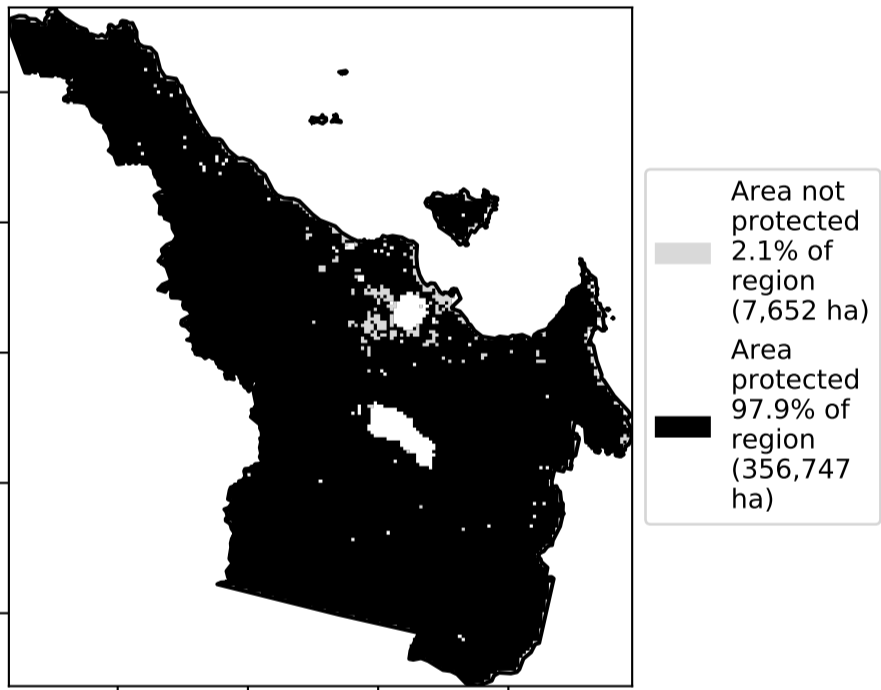 Area not
protected
2.1% of
region
(7,652 ha)
Area
protected
97.9% of
region
(356,747
ha)